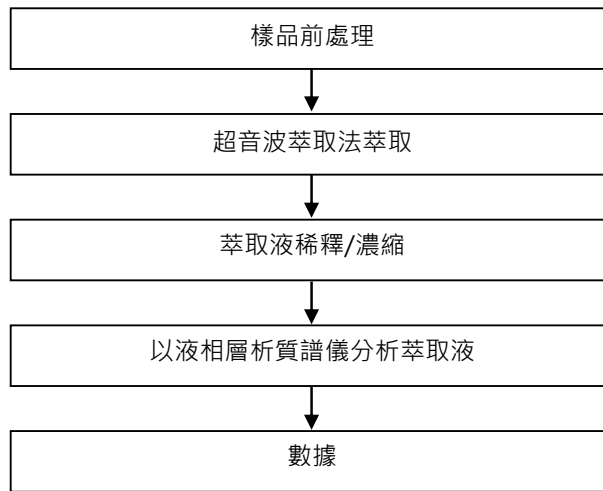 樣品前處理
超音波萃取法萃取
萃取液稀釋/濃縮
以液相層析質譜儀分析萃取液
數據